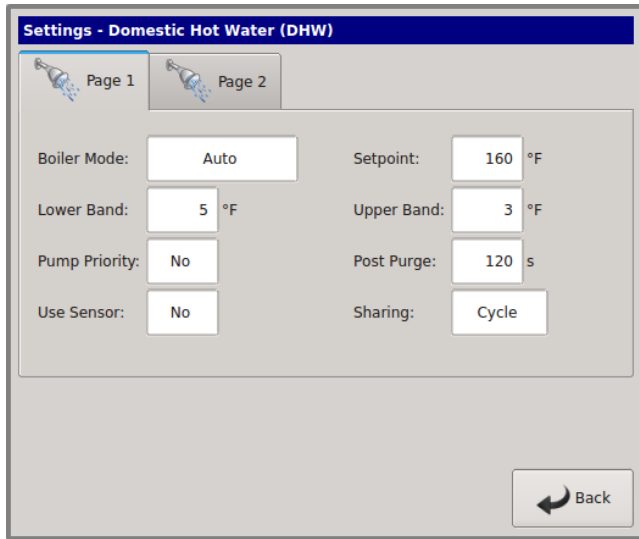 Settings - Domestic Hot Water (DHW)
Page 1 Page 2
Boiler Mode: Auto Setpoint: 160 °F
Lower Band: 5 °F Upper Band: 3 °F
Pump Priority: No Post Purge: 120 s
Use Sensor: No Sharing: Cycle
Back